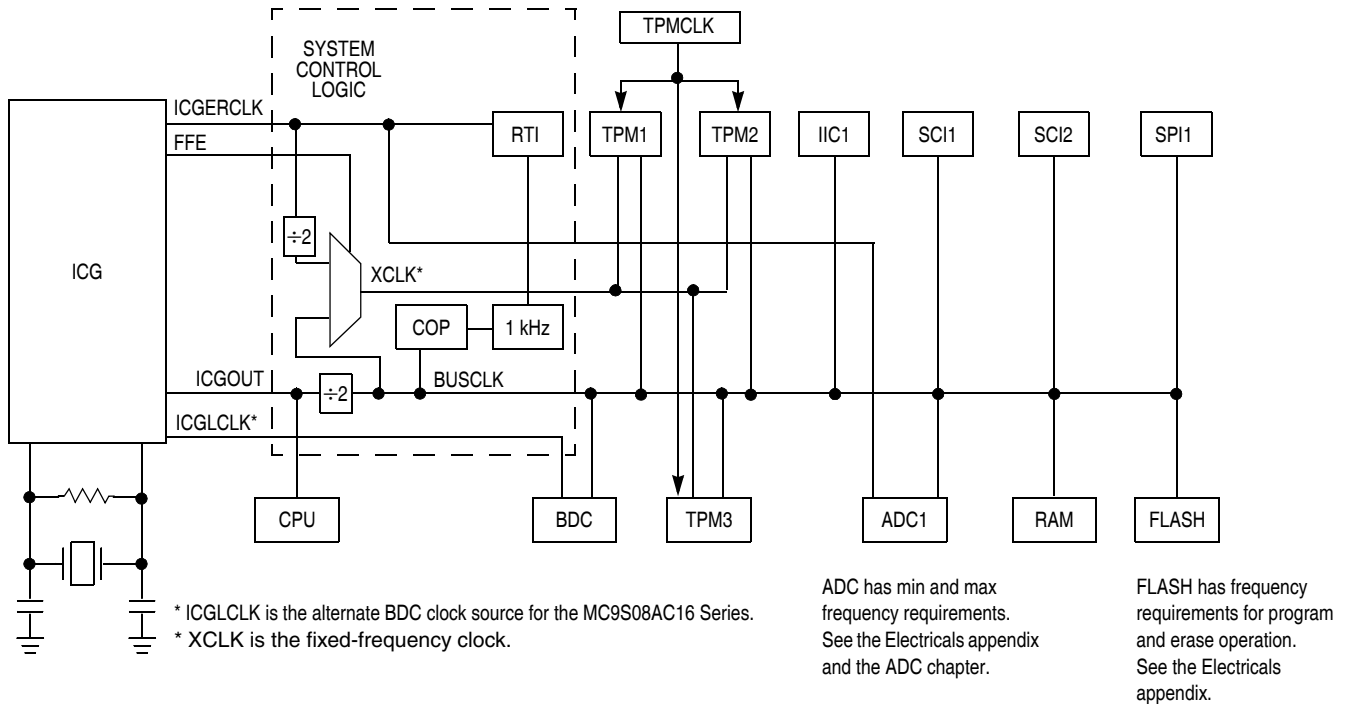 TPMCLK
SYSTEM
CONTROL
LOGIC
ICGERCLK
FFE
RTI
TPM1
TPM2
IIC1
SCI1
SCI2
SPI1
÷2
ICG
XCLK*
COP
1 kHz
ICGOUT
÷2
BUSCLK
ICGLCLK*
CPU
BDC
TPM3
ADC1
RAM
FLASH
* ICGLCLK is the alternate BDC clock source for the MC9S08AC16 Series.
* XCLK is the fixed-frequency clock.
ADC has min and max
frequency requirements.
See the Electricals appendix
and the ADC chapter.
FLASH has frequency
requirements for program
and erase operation.
See the Electricals
appendix.